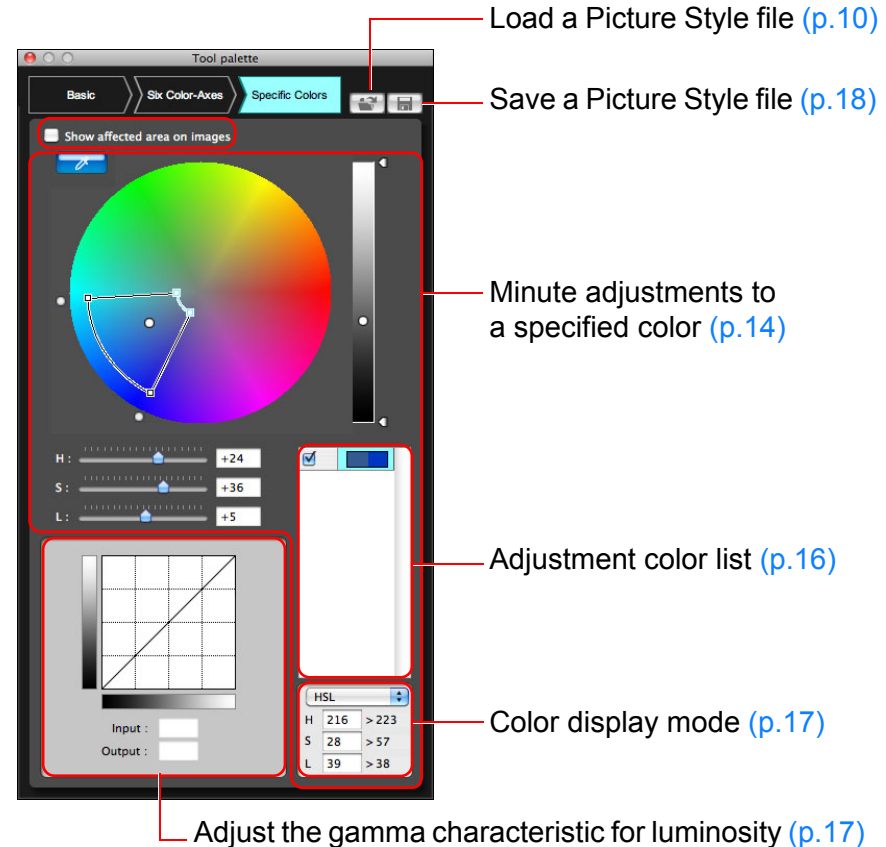 Load a Picture Style file (p.10)
Tool palette
Basic
Six Color-Axes
Specific Colors
Save a Picture Style file (p.18)
Show affected area on images
Minute adjustments to
a specified color (p.14)
H : +24
S : +36
L : +5
Adjustment color list (p.16)
HSL
H 216 >223
S 28 >57
L 39 >38
Color display mode (p.17)
Input :
Output :
Adjust the gamma characteristic for luminosity (p.17)